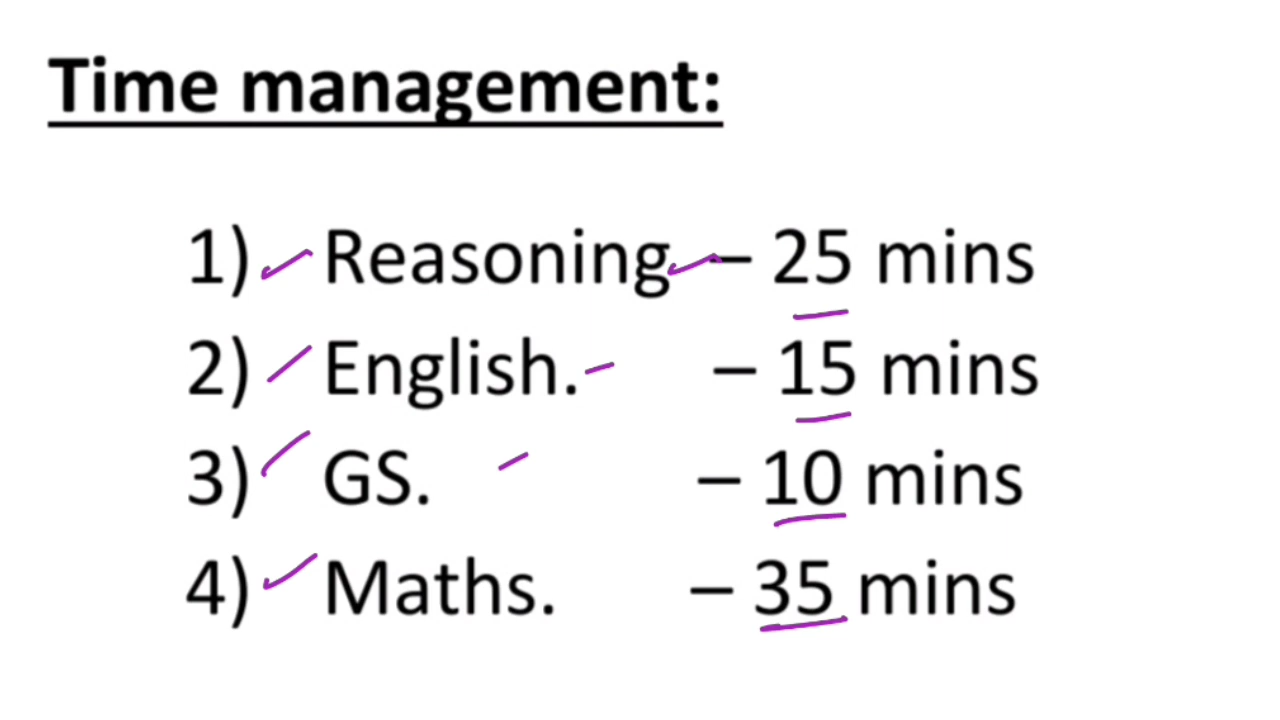 Time management:
1) Reasoning – 25 mins
2) English. – 15 mins
3) GS. – 10 mins
4) Maths. – 35 mins